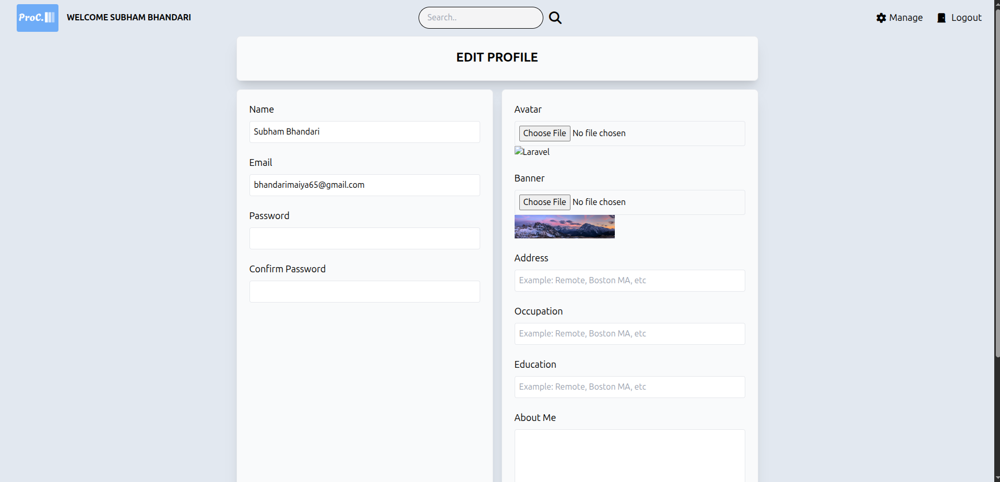 ProC.
WELCOME SUBHAM BHANDARI
Search..
Manage
Logout
EDIT PROFILE
Name
Subham Bhandari
Email
bhandarimaiya65@gmail.com
Password
Confirm Password
Avatar
Choose File No file chosen
Laravel
Banner
Choose File No file chosen
Address
Example: Remote, Boston MA, etc
Occupation
Example: Remote, Boston MA, etc
Education
Example: Remote, Boston MA, etc
About Me